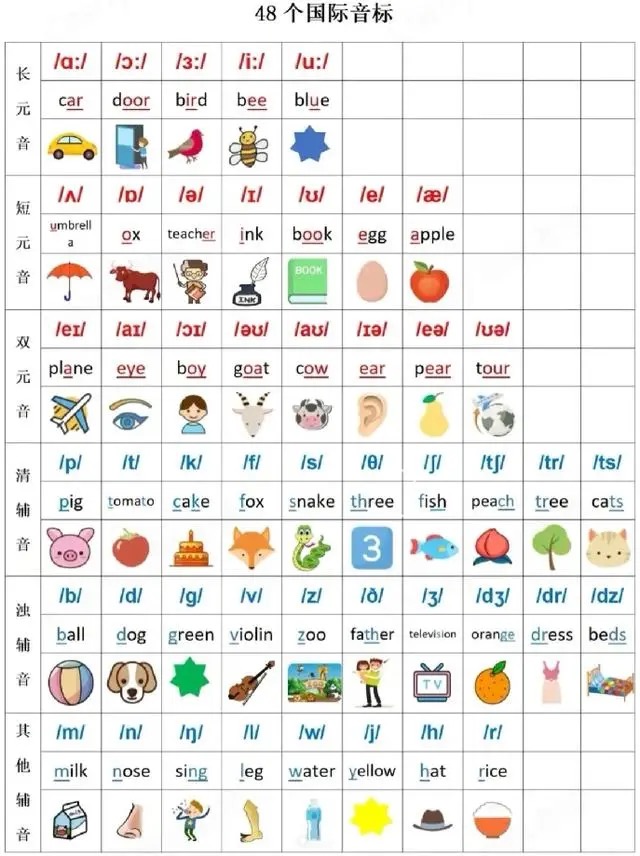 48 个国际音标
长元音
/ɑ:/ /ɔ:/ /ɜ:/ /i:/ /u:/
car door bird bee blue
短元音
/ʌ/ /ɒ/ /ə/ /ɪ/ /ʊ/ /e/ /æ/
umbrella ox teacher ink book egg apple
INK BOOK
双元音
/eɪ/ /aɪ/ /ɔɪ/ /əʊ/ /aʊ/ /ɪə/ /eə/ /ʊə/
plane eye boy goat cow ear pear tour
清辅音
/p/ /t/ /k/ /f/ /s/ /θ/ /ʃ/ /tʃ/ /tr/ /ts/
pig tomato cake fox snake three fish peach tree cats
3
浊辅音
/b/ /d/ /g/ /v/ /z/ /ð/ /ʒ/ /dʒ/ /dr/ /dz/
ball dog green violin zoo father television orange dress beds
TV
其他辅音
/m/ /n/ /ŋ/ /l/ /w/ /j/ /h/ /r/
milk nose sing leg water yellow hat rice